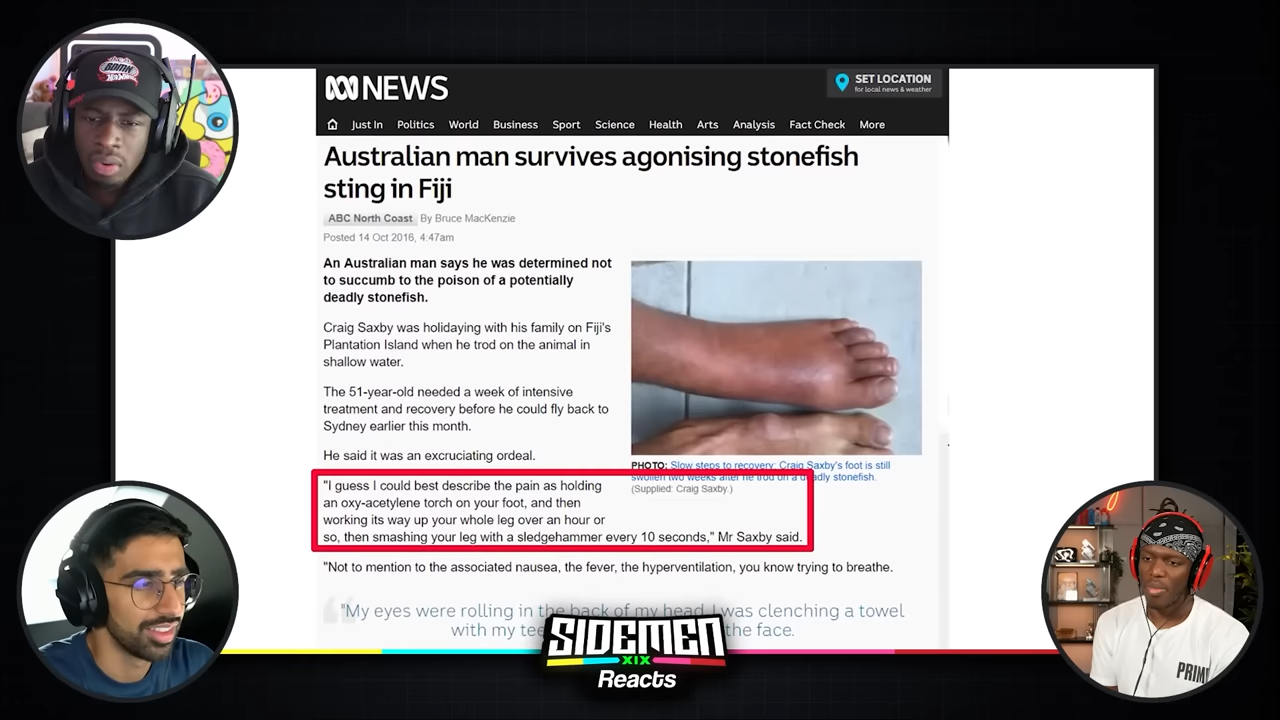 NEWS
SET LOCATION
for local news & weather
Just In Politics World Business Sport Science Health Arts Analysis Fact Check More
Australian man survives agonising stonefish
sting in Fiji
ABC North Coast By Bruce MacKenzie
Posted 14 Oct 2016, 4:47am
An Australian man says he was determined not
to succumb to the poison of a potentially
deadly stonefish.
Craig Saxby was holidaying with his family on Fiji's
Plantation Island when he trod on the animal in
shallow water.
The 51-year-old needed a week of intensive
treatment and recovery before he could fly back to
Sydney earlier this month.
He said it was an excruciating ordeal.
PHOTO: Slow steps to recovery: Craig Saxby's foot is still
swollen two weeks after he trod on a deadly stonefish.
(Supplied: Craig Saxby.)
"I guess I could best describe the pain as holding
an oxy-acetylene torch on your foot, and then
working its way up your whole leg over an hour or
so, then smashing your leg with a sledgehammer every 10 seconds," Mr Saxby said.
"Not to mention to the associated nausea, the fever, the hyperventilation, you know trying to breathe.
"My eyes were rolling in the back of my head, I was clenching a towel
with my the face.
SIDEMEN
XIX
Reacts
PRIME